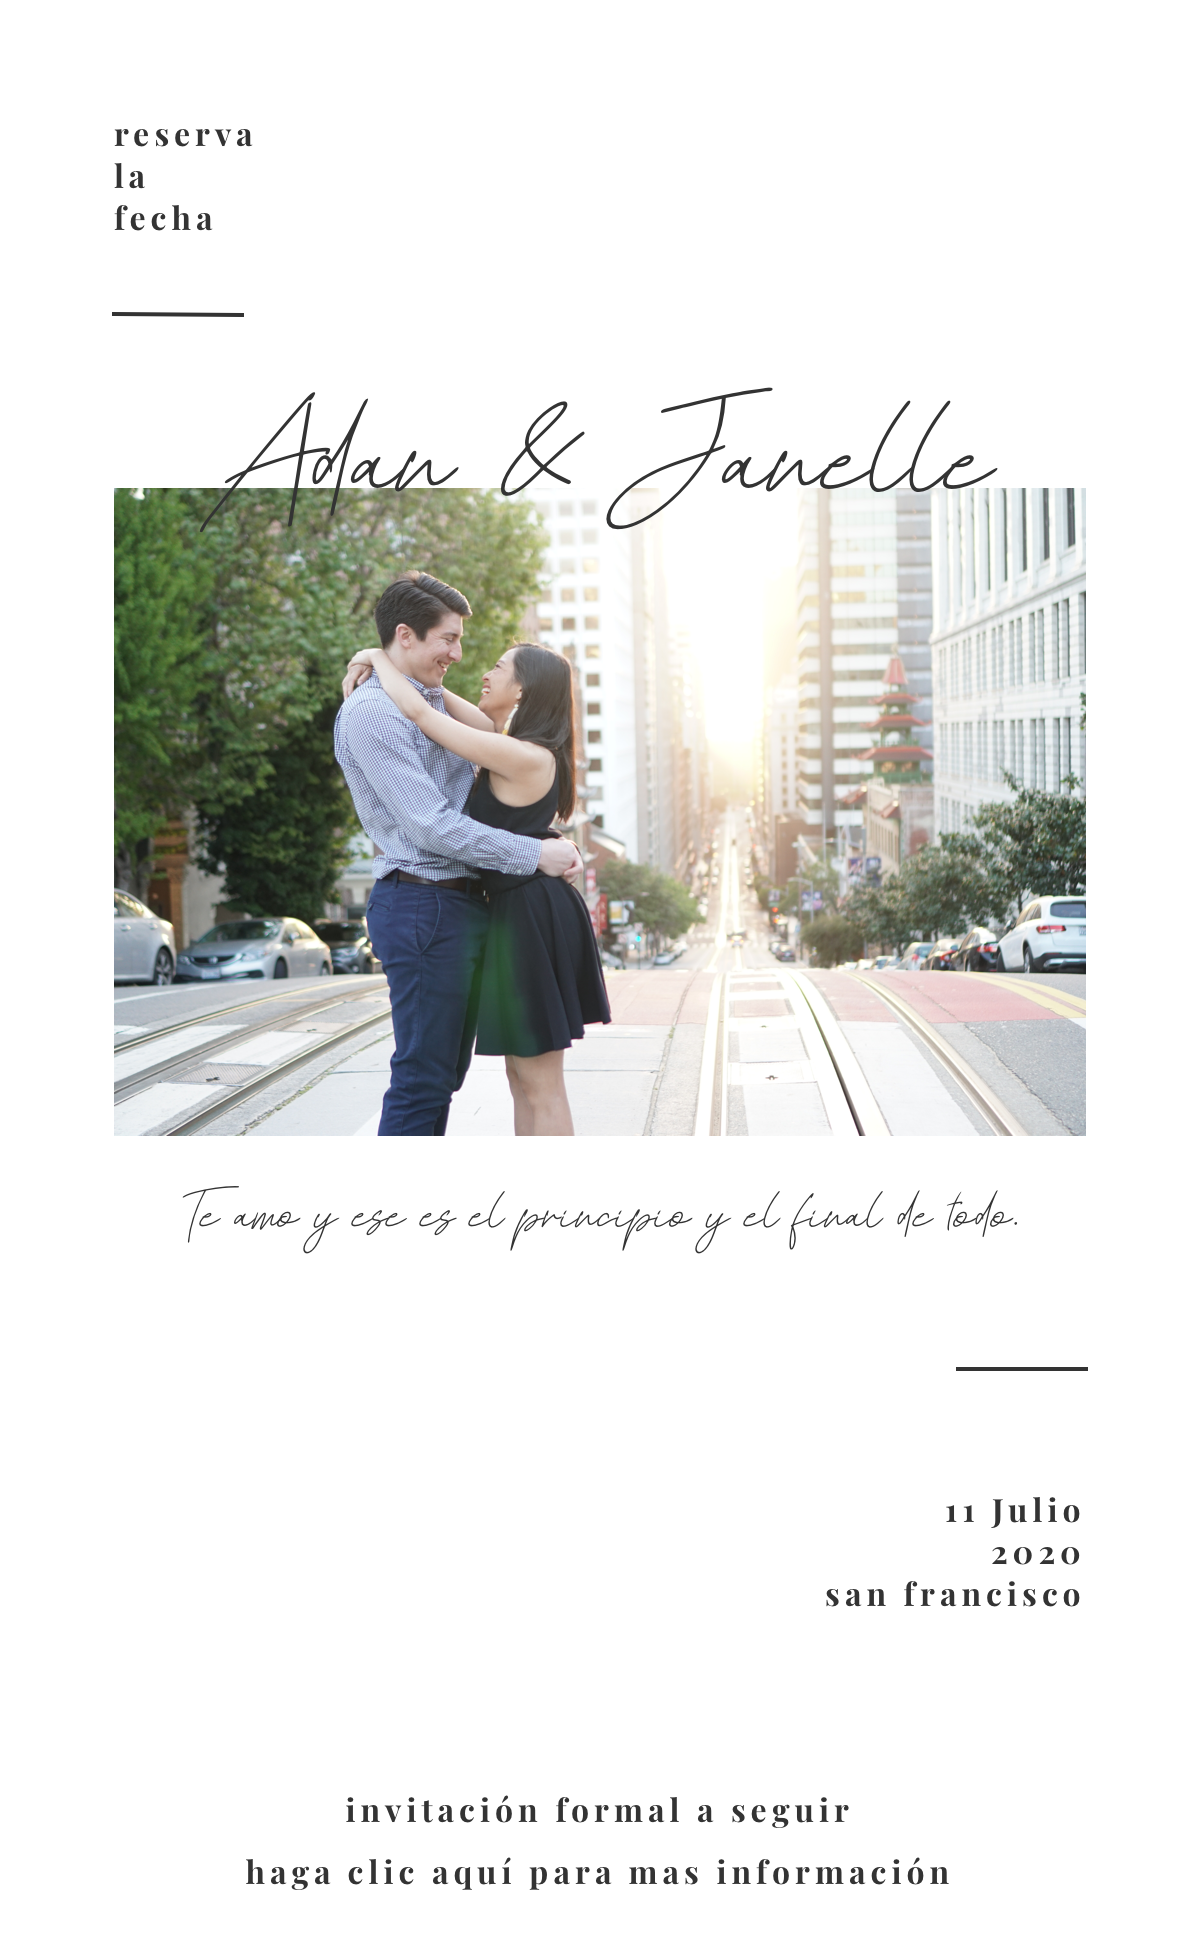 reserva
la
fecha
Adan & Janelle
Te amo y ese es el principio y el final de todo.
11 Julio
2020
san francisco
invitación formal a seguir
haga clic aquí para mas información